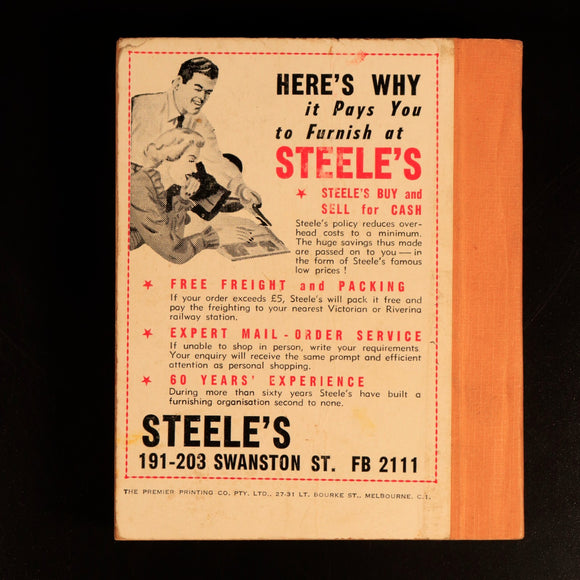 HERE'S WHY
it Pays You
to Furnish at
STEELE'S
★ STEELE'S BUY and
SELL for CASH
Steele's policy reduces over-
head costs to a minimum.
The huge savings thus made
are passed on to you — in
the form of Steele's famous
low prices !
★ FREE FREIGHT and PACKING
If your order exceeds £5, Steele's will pack it free and
pay the freighting to your nearest Victorian or Riverina
railway station.
★ EXPERT MAIL-ORDER SERVICE
If unable to shop in person, write your requirements
Your enquiry will receive the same prompt and efficient
attention as personal shopping.
★ 60 YEARS' EXPERIENCE
During more than sixty years Steele's have built a
furnishing organisation second to none.
STEELE'S
191-203 SWANSTON ST. FB 2111
THE PREMIER PRINTING CO. PTY. LTD., 27-31 LT. BOURKE ST., MELBOURNE, C.1.